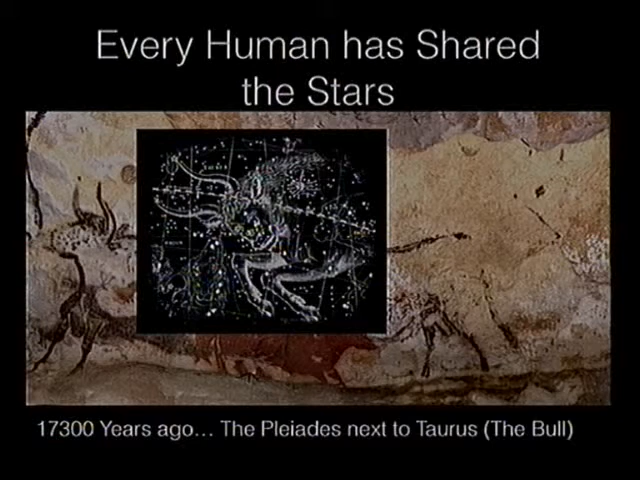 Every Human has Shared
the Stars
17300 Years ago... The Pleiades next to Taurus (The Bull)